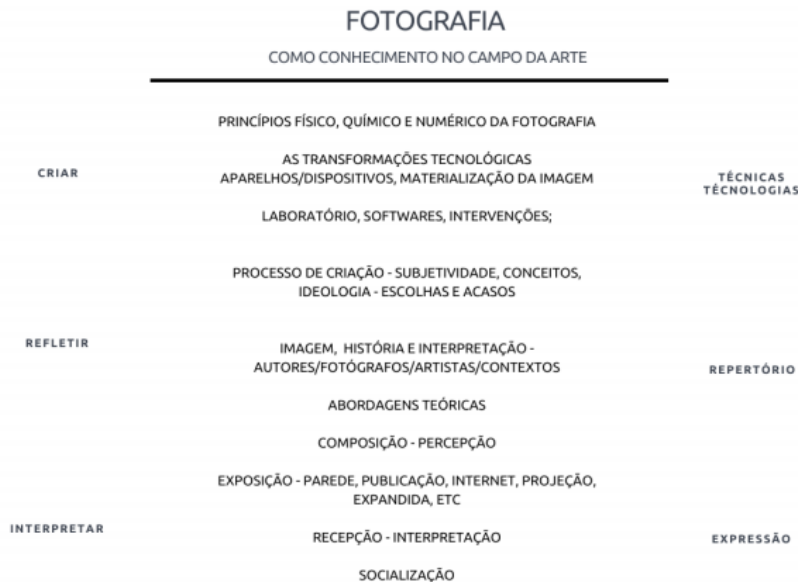 FOTOGRAFIA
COMO CONHECIMENTO NO CAMPO DA ARTE
PRINCÍPIOS FÍSICO, QUÍMICO E NUMÉRICO DA FOTOGRAFIA
AS TRANSFORMAÇÕES TECNOLÓGICAS
APARELHOS/DISPOSITIVOS, MATERIALIZAÇÃO DA IMAGEM
CRIAR
TÉCNICAS
TÉCNOLOGIAS
LABORATÓRIO, SOFTWARES, INTERVENÇÕES;
PROCESSO DE CRIAÇÃO - SUBJETIVIDADE, CONCEITOS,
IDEOLOGIA - ESCOLHAS E ACASOS
REFLETIR
IMAGEM, HISTÓRIA E INTERPRETAÇÃO -
AUTORES/FOTÓGRAFOS/ARTISTAS/CONTEXTOS
REPERTÓRIO
ABORDAGENS TEÓRICAS
COMPOSIÇÃO - PERCEPÇÃO
EXPOSIÇÃO - PAREDE, PUBLICAÇÃO, INTERNET, PROJEÇÃO,
EXPANDIDA, ETC
INTERPRETAR
RECEPÇÃO - INTERPRETAÇÃO
EXPRESSÃO
SOCIALIZAÇÃO